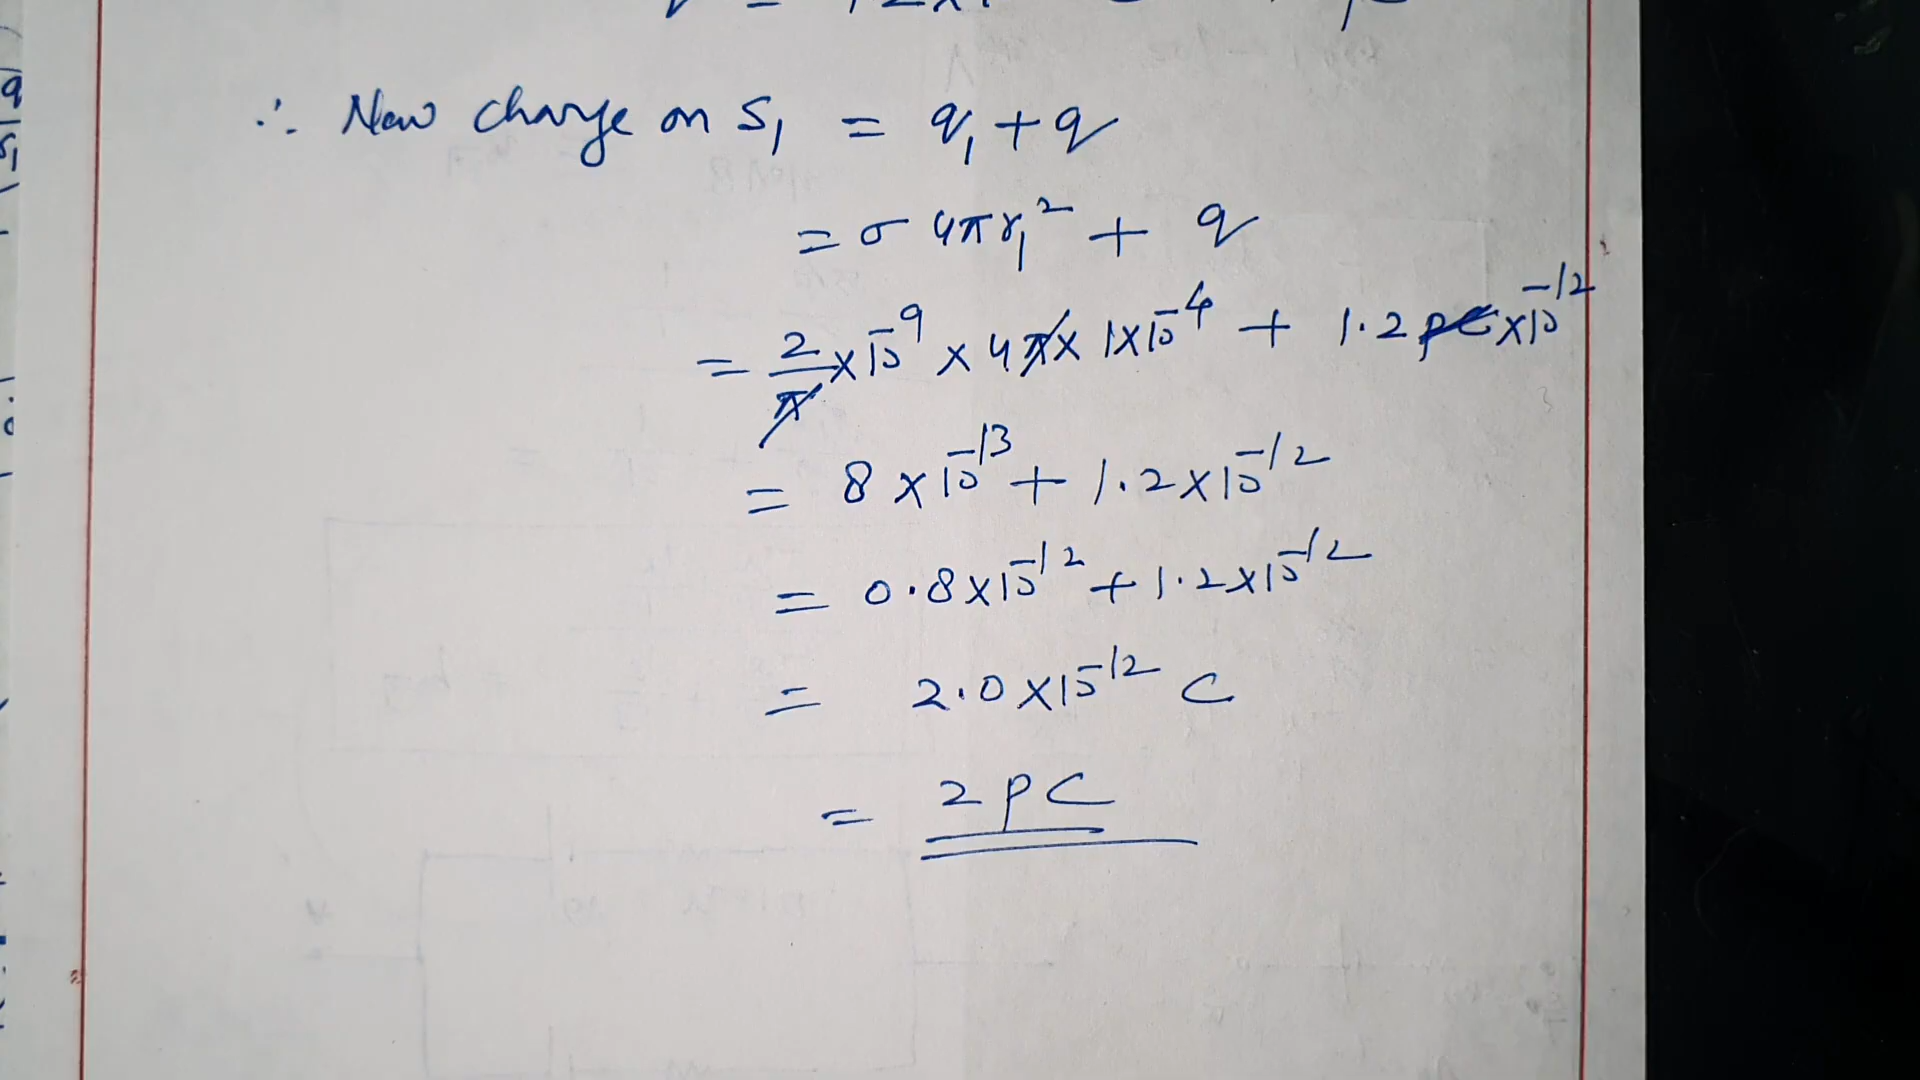 ∴ New charge on S₁ = q₁ + q
= σ 4πr₁² + q
= 2/π × 10⁻⁹ × 4π × 1×10⁻⁴ + 1.2 ×10⁻¹²
= 8 × 10⁻¹³ + 1.2 × 10⁻¹²
= 0.8 × 10⁻¹² + 1.2 × 10⁻¹²
= 2.0 × 10⁻¹² C
= 2 pC